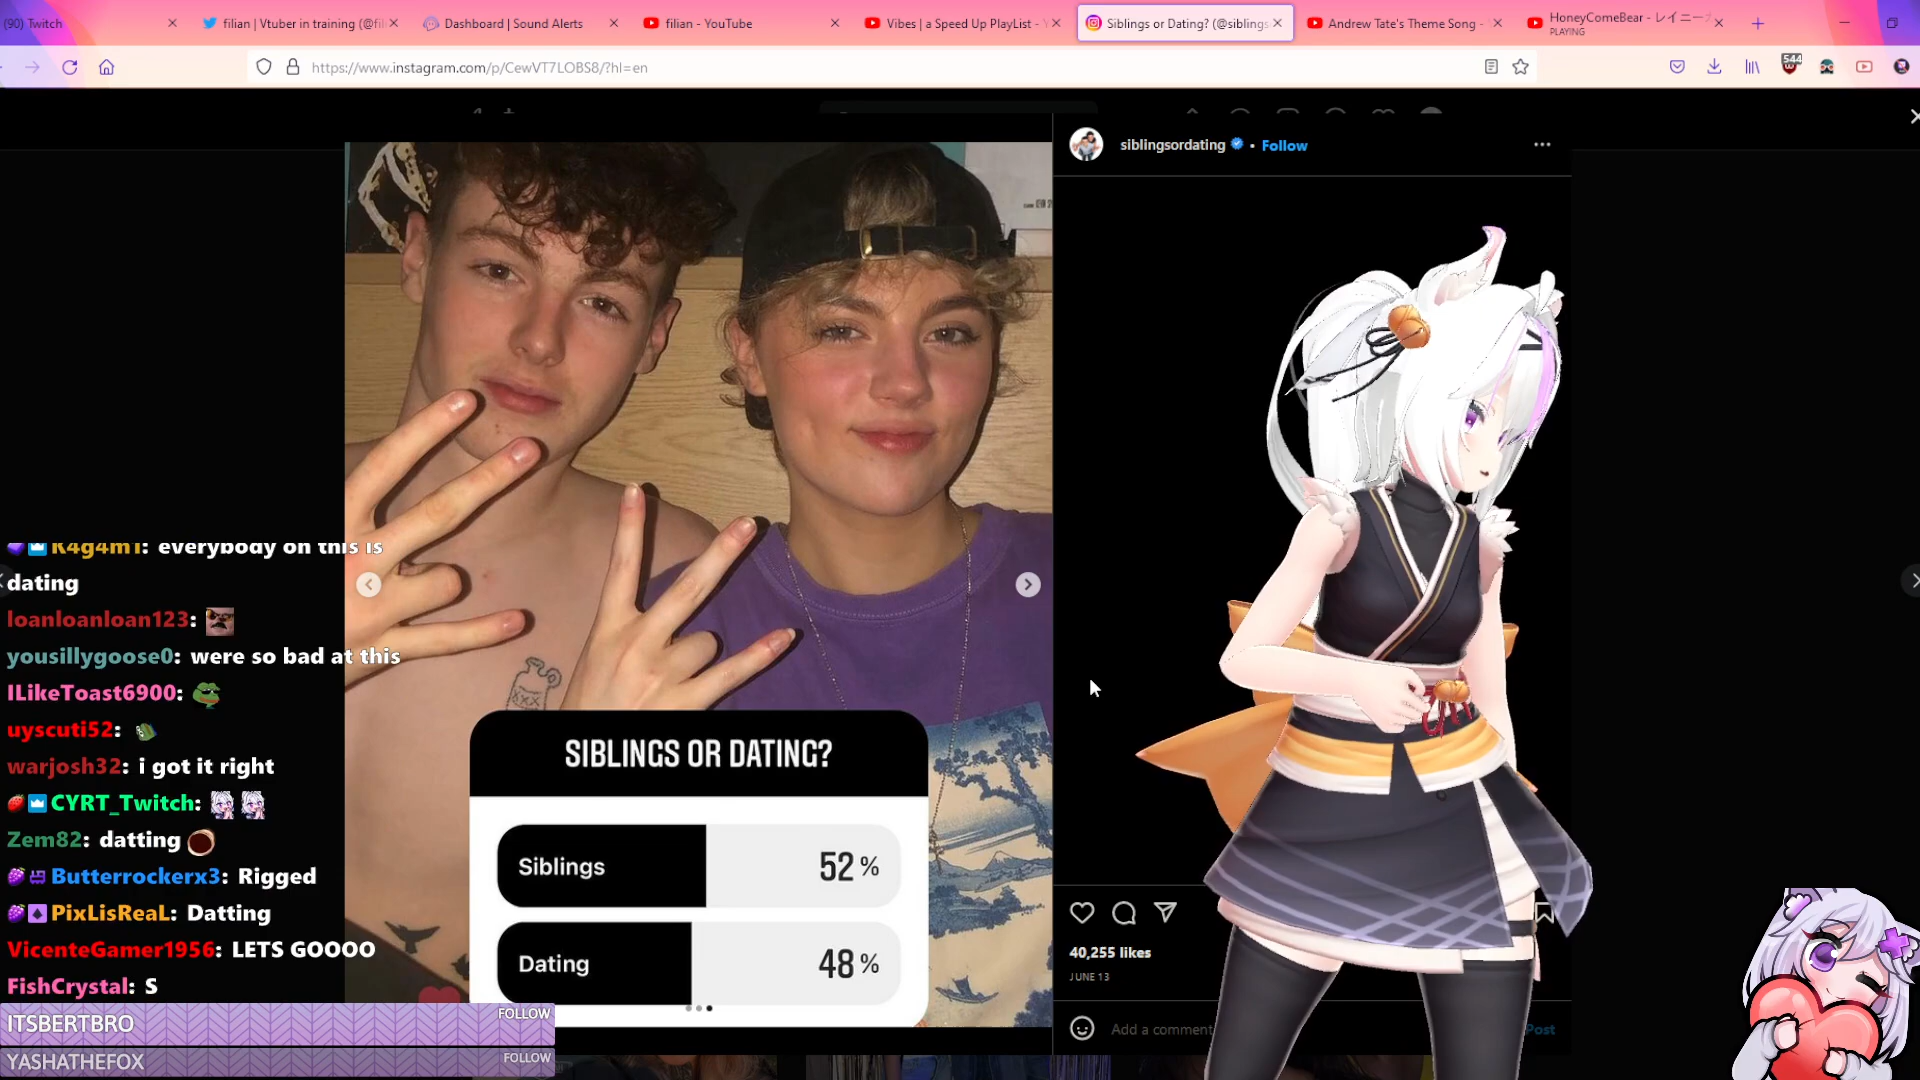 (90) Twitch
filian | Vtuber in training (@fili
Dashboard | Sound Alerts
filian - YouTube
Vibes | a Speed Up PlayList - Y
Siblings or Dating? (@siblings
Andrew Tate's Theme Song - S
HoneyComeBear - レイニー
PLAYING
https://www.instagram.com/p/CewVT7LOBS8/?hl=en
544
siblingsordating • Follow
K4g4m1: everybody on this is
dating
loanloanloan123:
yousillygoose0: were so bad at this
ILikeToast6900:
uyscuti52:
warjosh32: i got it right
CYRT_Twitch:
Zem82: datting
Butterrockerx3: Rigged
PixLisReaL: Datting
VicenteGamer1956: LETS GOOOO
FishCrystal: S
ITSBERTBRO FOLLOW
YASHATHEFOX FOLLOW
SIBLINGS OR DATING?
Siblings 52%
Dating 48%
40,255 likes
JUNE 13
Add a comment
Post